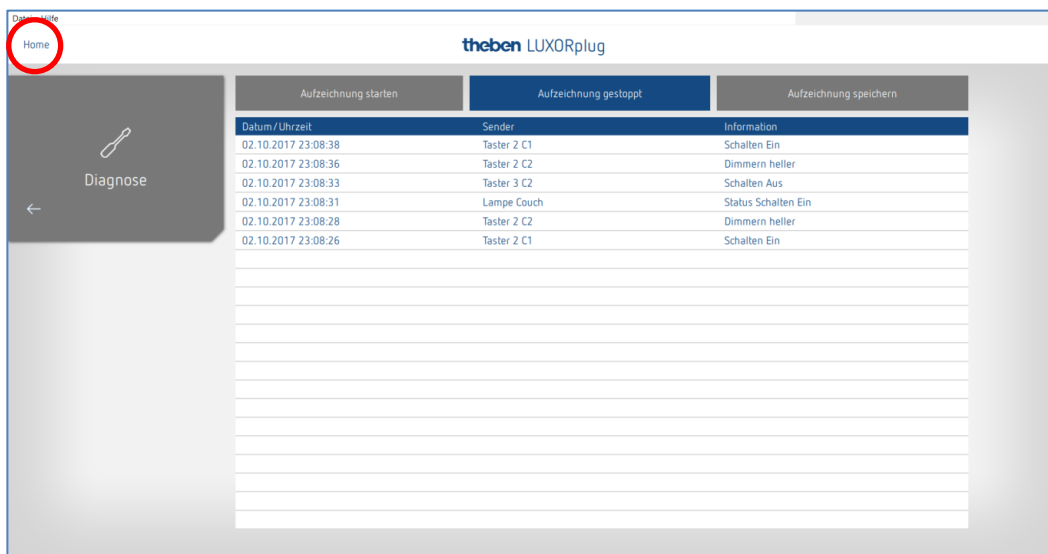 Datei Hilfe
Home
theben LUXORplug
Aufzeichnung starten Aufzeichnung gestoppt Aufzeichnung speichern
Datum/Uhrzeit Sender Information
02.10.2017 23:08:38 Taster 2 C1 Schalten Ein
02.10.2017 23:08:36 Taster 2 C2 Dimmern heller
02.10.2017 23:08:33 Taster 3 C2 Schalten Aus
02.10.2017 23:08:31 Lampe Couch Status Schalten Ein
02.10.2017 23:08:28 Taster 2 C2 Dimmern heller
02.10.2017 23:08:26 Taster 2 C1 Schalten Ein
Diagnose